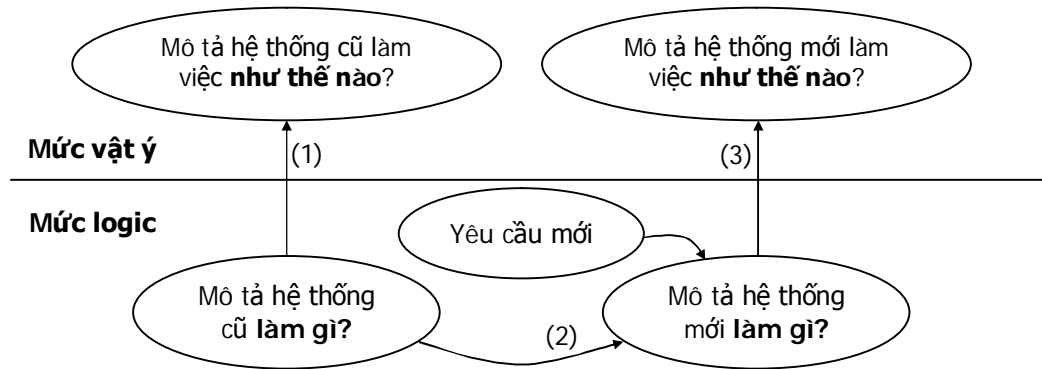 Mô tả hệ thống cũ làm
việc như thế nào?
Mô tả hệ thống mới làm
việc như thế nào?
Mức vật ý
(1)
(3)
Mức logic
Yêu cầu mới
Mô tả hệ thống
cũ làm gì?
(2)
Mô tả hệ thống
mới làm gì?